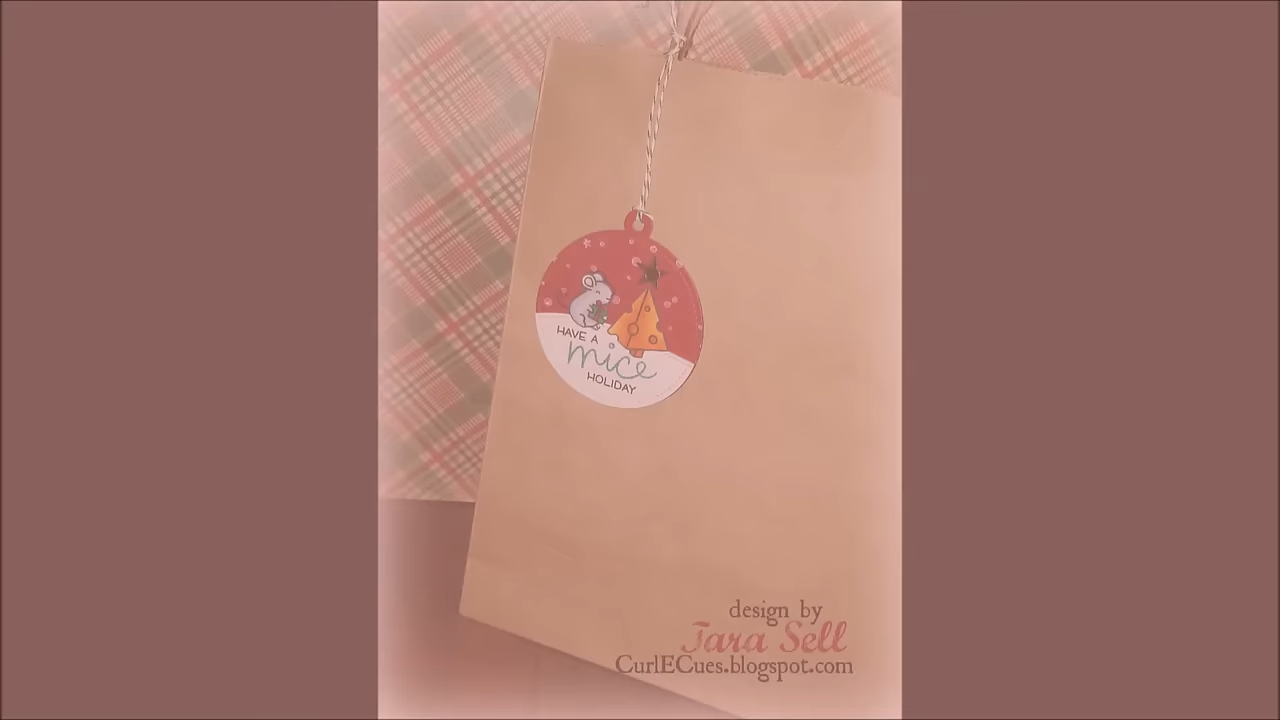 HAVE A
mice
HOLIDAY
design by
Tara Sell
CurlECues.blogspot.com